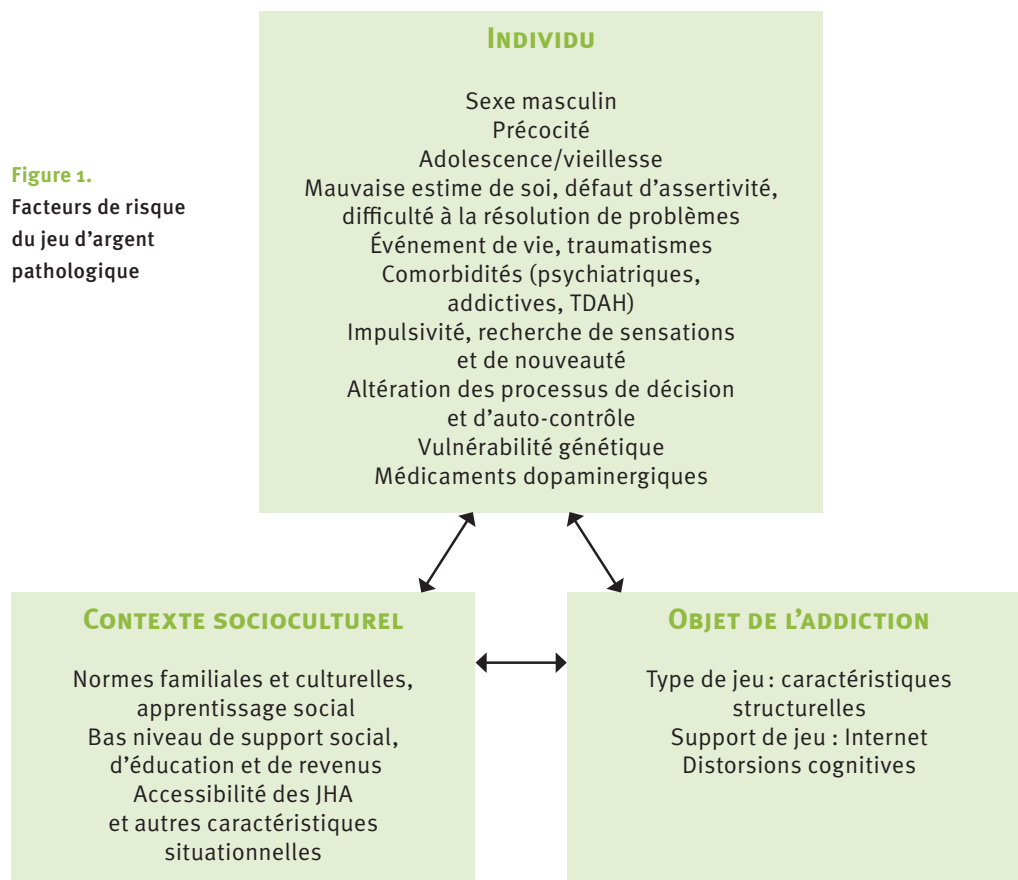 Figure 1.
Facteurs de risque
du jeu d’argent
pathologique
INDIVIDU
Sexe masculin
Précocité
Adolescence/vieillesse
Mauvaise estime de soi, défaut d’assertivité,
difficulté à la résolution de problèmes
Événement de vie, traumatismes
Comorbidités (psychiatriques,
addictives, TDAH)
Impulsivité, recherche de sensations
et de nouveauté
Altération des processus de décision
et d’auto-contrôle
Vulnérabilité génétique
Médicaments dopaminergiques
CONTEXTE SOCIOCULTUREL
Normes familiales et culturelles,
apprentissage social
Bas niveau de support social,
d’éducation et de revenus
Accessibilité des JHA
et autres caractéristiques
situationnelles
OBJET DE L’ADDICTION
Type de jeu : caractéristiques
structurelles
Support de jeu : Internet
Distorsions cognitives